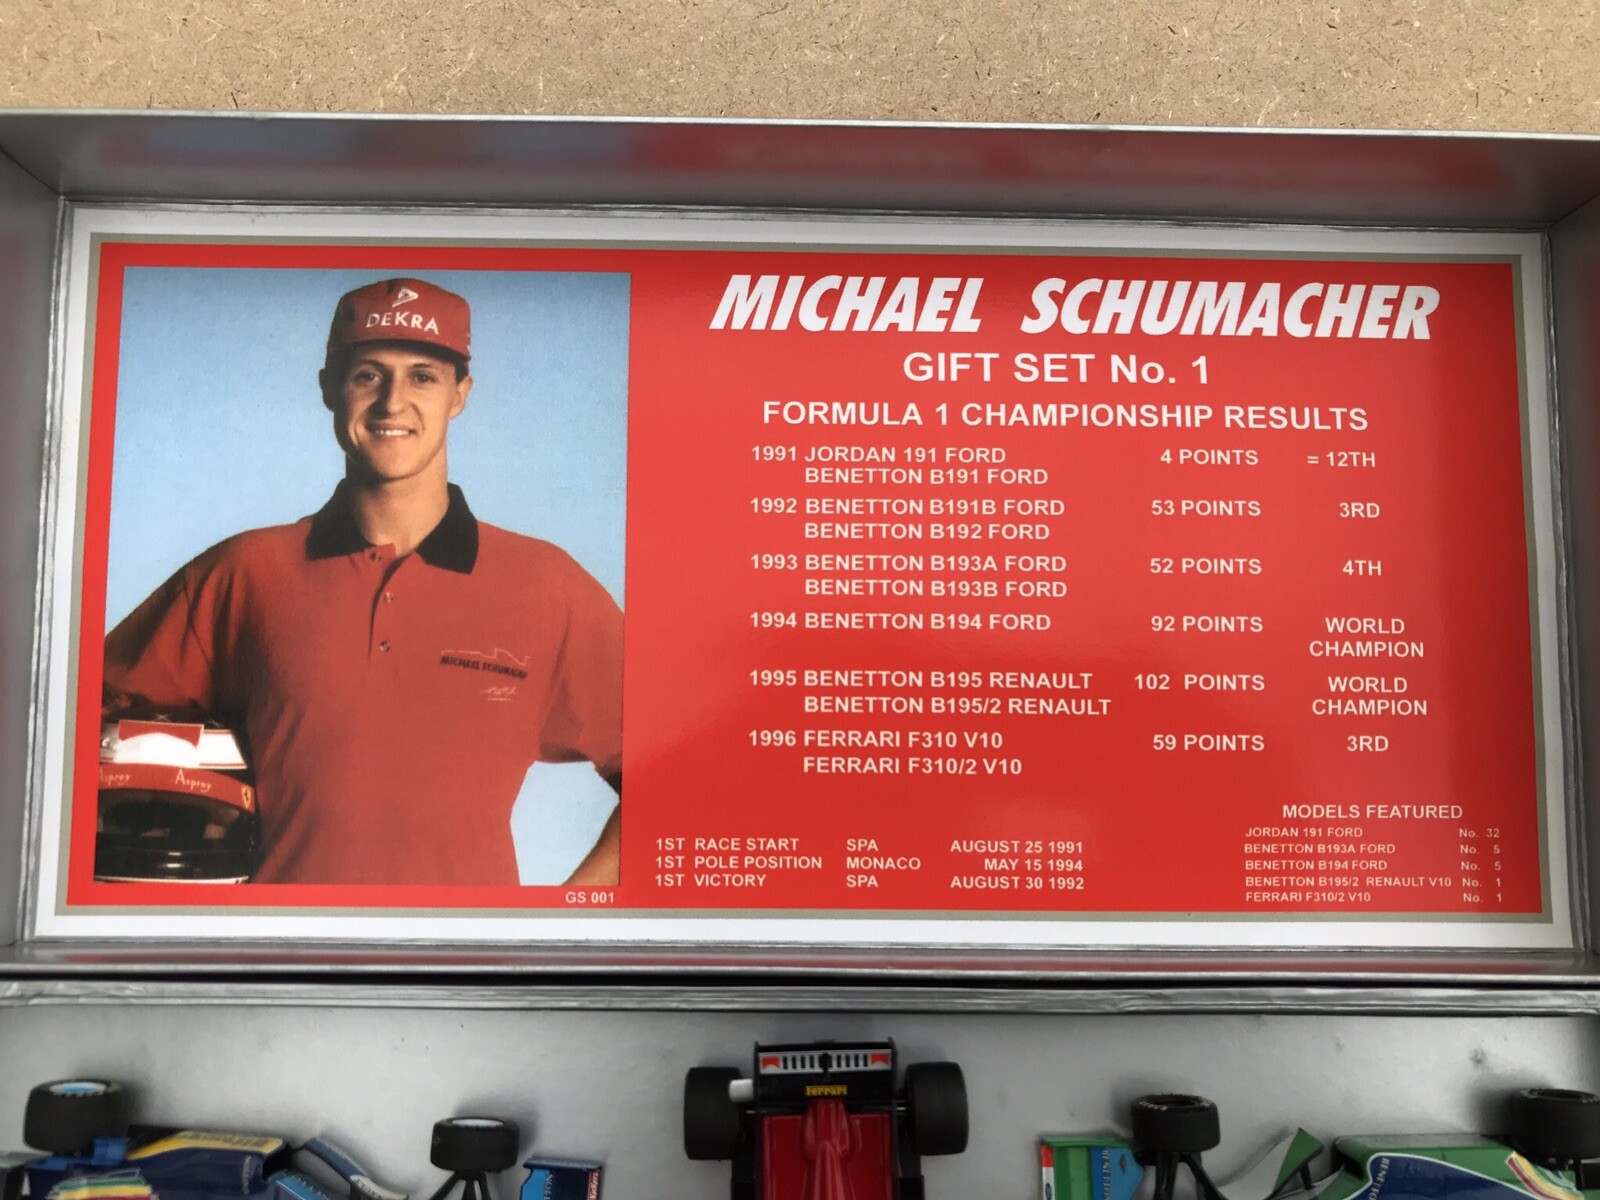 MICHAEL SCHUMACHER
GIFT SET No. 1
FORMULA 1 CHAMPIONSHIP RESULTS
1991 JORDAN 191 FORD 4 POINTS = 12TH
BENETTON B191 FORD
1992 BENETTON B191B FORD 53 POINTS 3RD
BENETTON B192 FORD
1993 BENETTON B193A FORD 52 POINTS 4TH
BENETTON B193B FORD
1994 BENETTON B194 FORD 92 POINTS WORLD
CHAMPION
1995 BENETTON B195 RENAULT 102 POINTS WORLD
BENETTON B195/2 RENAULT CHAMPION
1996 FERRARI F310 V10 59 POINTS 3RD
FERRARI F310/2 V10
1ST RACE START SPA AUGUST 25 1991
1ST POLE POSITION MONACO MAY 15 1994
1ST VICTORY SPA AUGUST 30 1992
MODELS FEATURED
JORDAN 191 FORD No. 32
BENETTON B193A FORD No. 5
BENETTON B194 FORD No. 5
BENETTON B195/2 RENAULT V10 No. 1
FERRARI F310/2 V10 No. 1
GS 001
DEKRA
MICHAEL SCHUMACHER
Asprey
Asprey
Ferrari